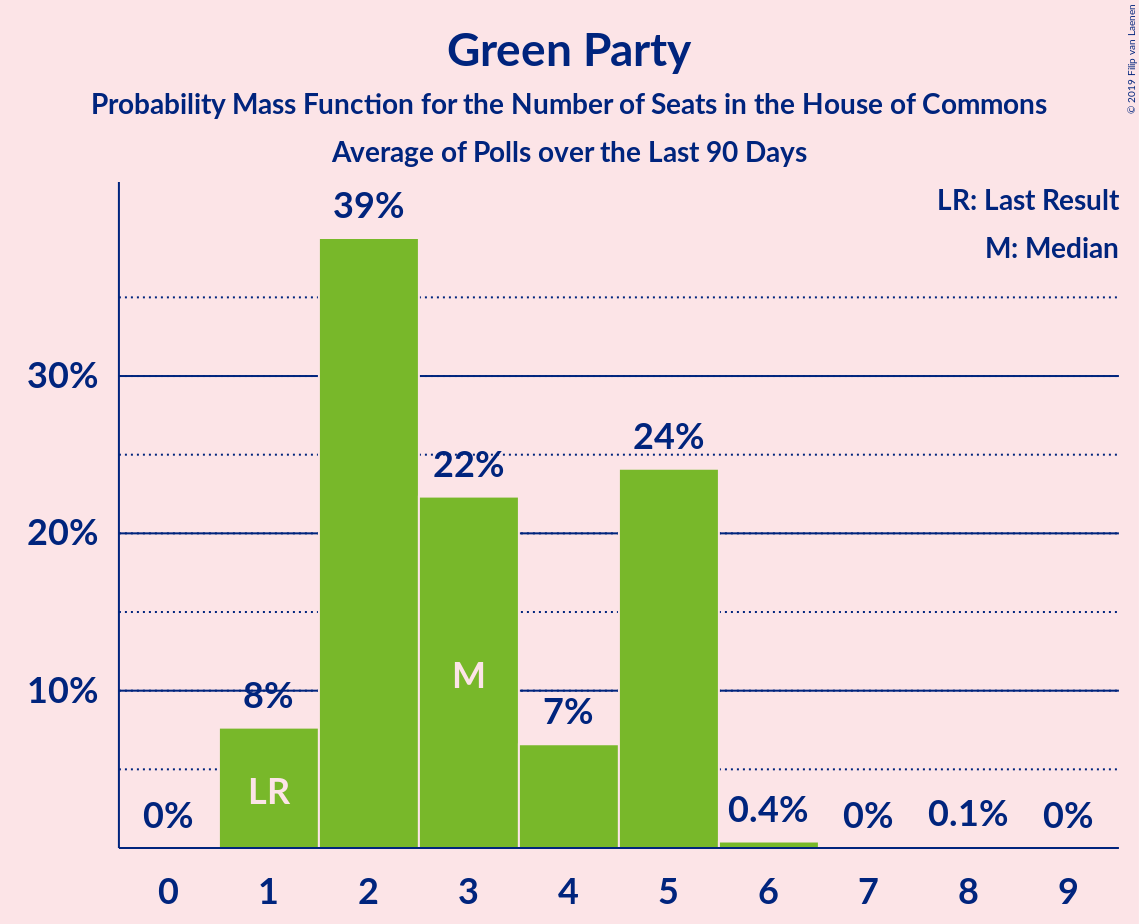 Green Party
Probability Mass Function for the Number of Seats in the House of Commons
Average of Polls over the Last 90 Days
© 2019 Filip van Laenen
LR: Last Result
M: Median
39%
30%
24%
22%
20%
M
10%
8%
7%
LR
0%
0.4%
0%
0.1%
0%
0 1 2 3 4 5 6 7 8 9